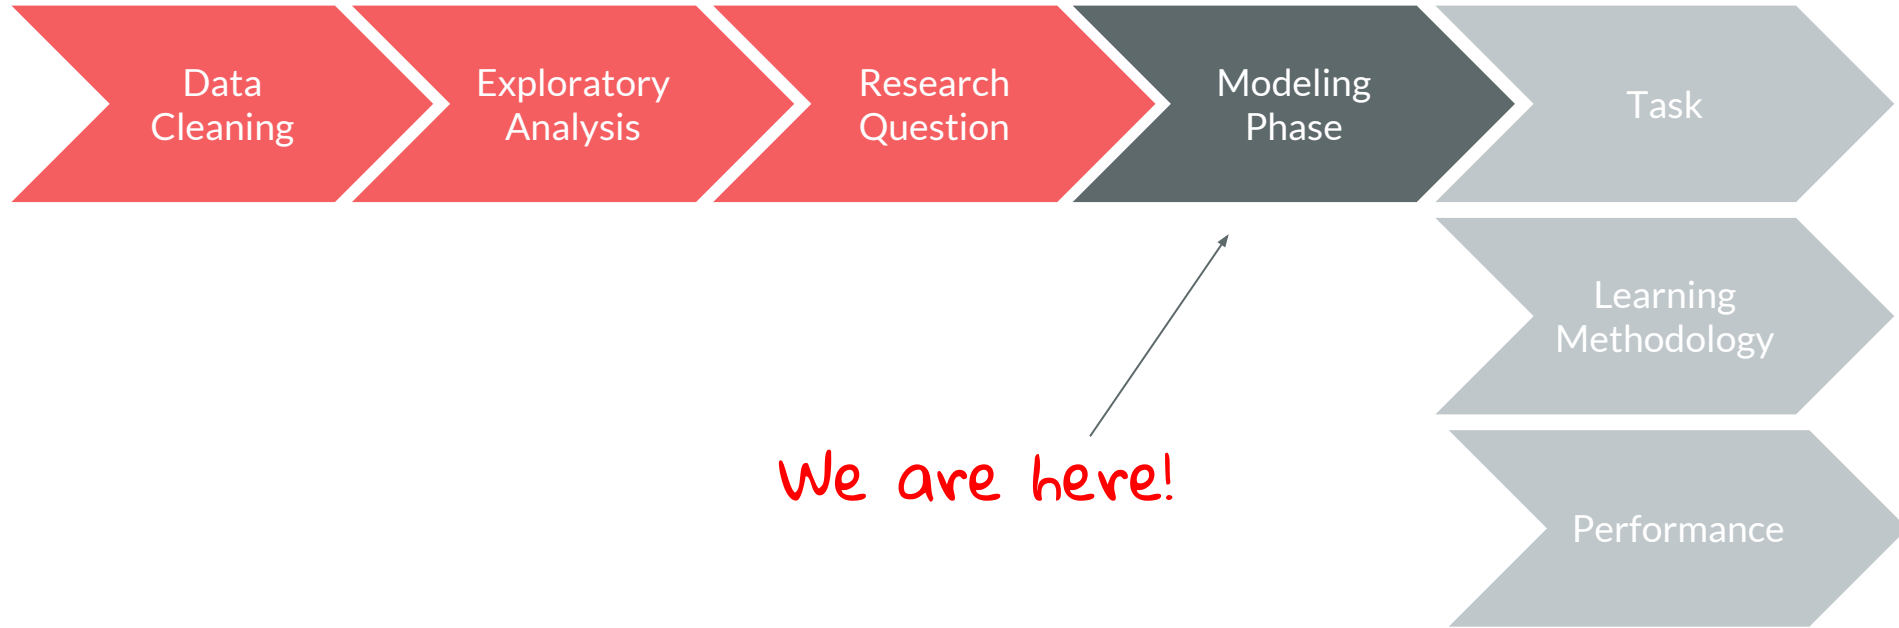 Data
Cleaning
Exploratory
Analysis
Research
Question
Modeling
Phase
Task
Learning
Methodology
We are here!
Performance